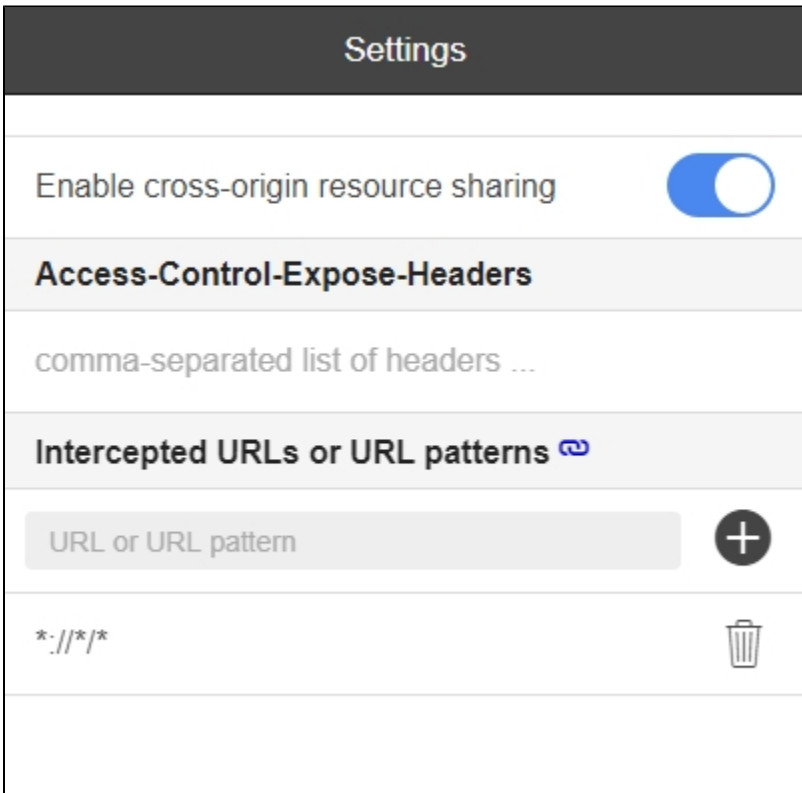 Settings
Enable cross-origin resource sharing
Access-Control-Expose-Headers
comma-separated list of headers ...
Intercepted URLs or URL patterns
URL or URL pattern
*://*/*